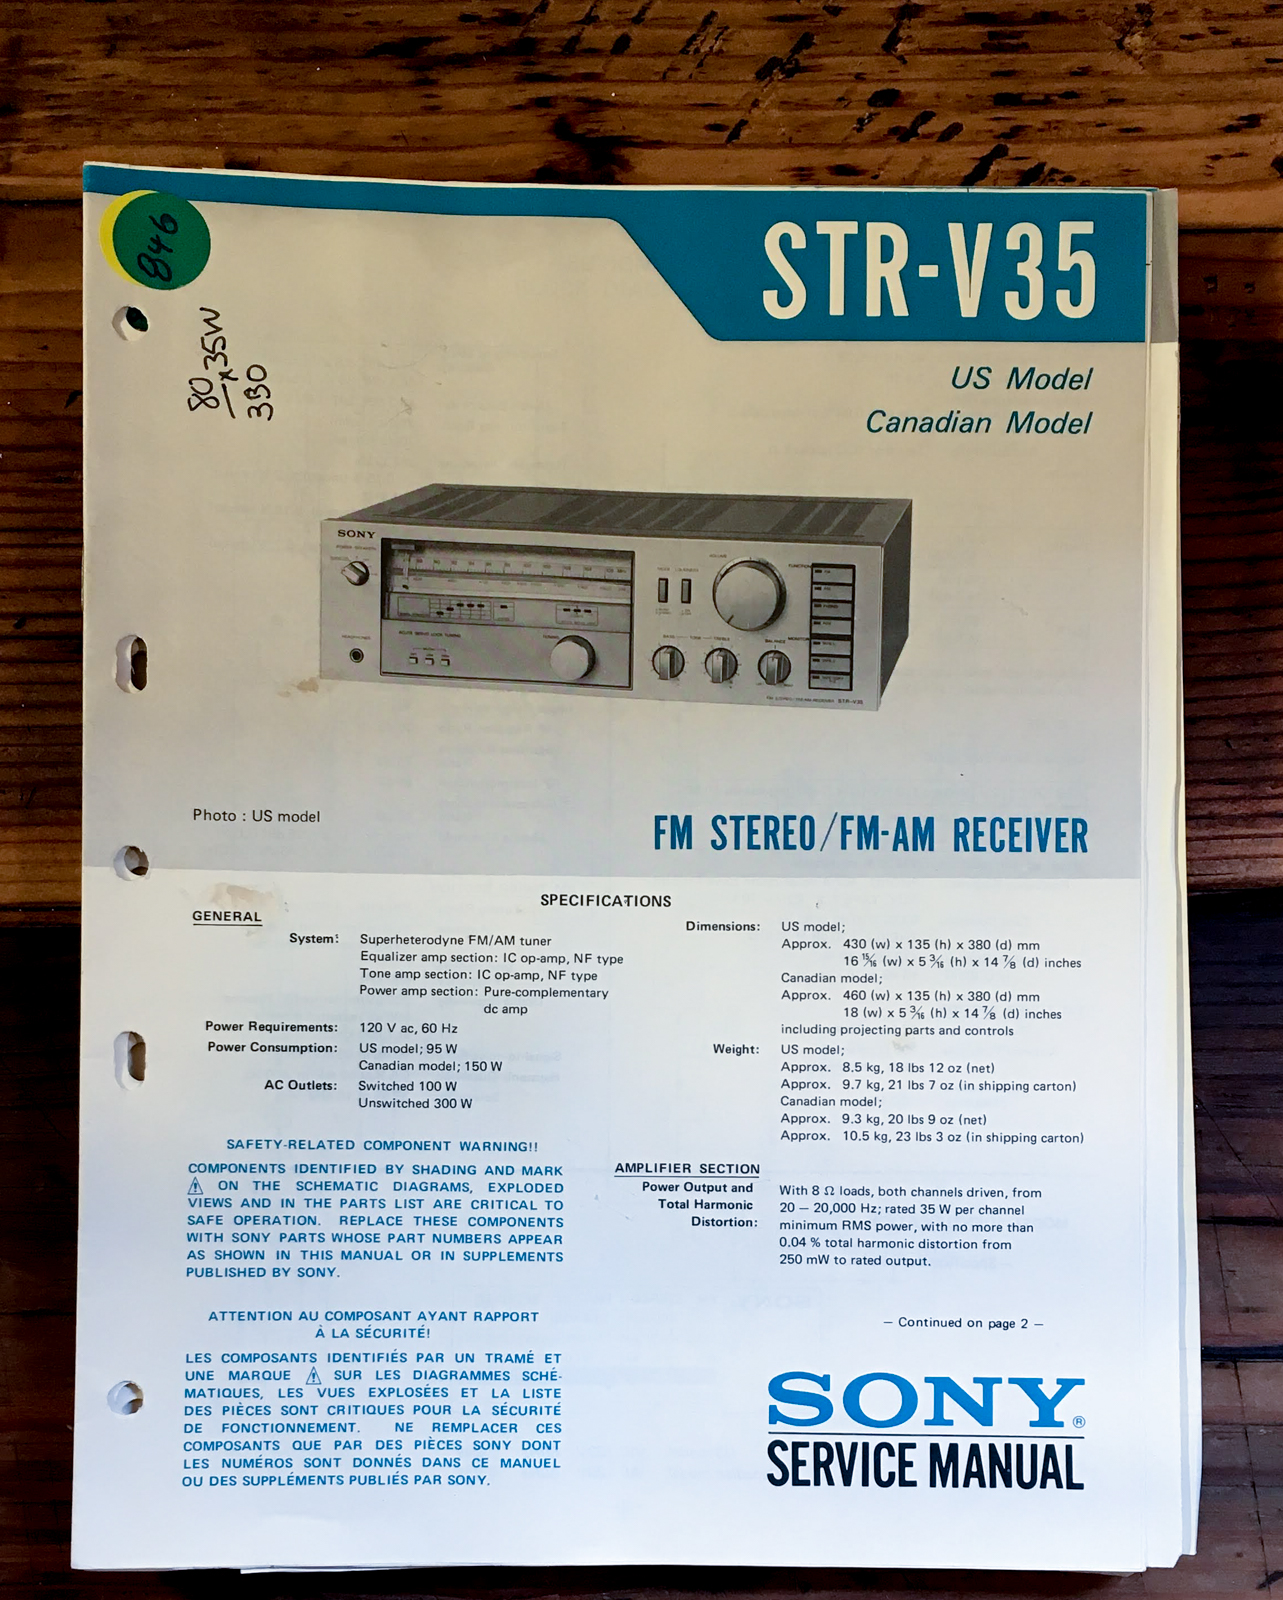 846
80
x35W
330
STR-V35
US Model
Canadian Model
SONY
HEADPHONES
VOLUME
FUNCTION
TUNING
BASS TONE TREBLE
BALANCE
MONITOR
STR-V35
Photo : US model
FM STEREO/FM-AM RECEIVER
SPECIFICATIONS
GENERAL
System: Superheterodyne FM/AM tuner
Equalizer amp section: IC op-amp, NF type
Tone amp section: IC op-amp, NF type
Power amp section: Pure-complementary
dc amp
Power Requirements: 120 V ac, 60 Hz
Power Consumption: US model; 95 W
Canadian model; 150 W
AC Outlets: Switched 100 W
Unswitched 300 W
SAFETY-RELATED COMPONENT WARNING!!
COMPONENTS IDENTIFIED BY SHADING AND MARK
⚠ ON THE SCHEMATIC DIAGRAMS, EXPLODED
VIEWS AND IN THE PARTS LIST ARE CRITICAL TO
SAFE OPERATION. REPLACE THESE COMPONENTS
WITH SONY PARTS WHOSE PART NUMBERS APPEAR
AS SHOWN IN THIS MANUAL OR IN SUPPLEMENTS
PUBLISHED BY SONY.
ATTENTION AU COMPOSANT AYANT RAPPORT
À LA SÉCURITÉ!
LES COMPOSANTS IDENTIFIÉS PAR UN TRAMÉ ET
UNE MARQUE ⚠ SUR LES DIAGRAMMES SCHÉ-
MATIQUES, LES VUES EXPLOSÉES ET LA LISTE
DES PIÈCES SONT CRITIQUES POUR LA SÉCURITÉ
DE FONCTIONNEMENT. NE REMPLACER CES
COMPOSANTS QUE PAR DES PIÈCES SONY DONT
LES NUMÉROS SONT DONNÉS DANS CE MANUEL
OU DES SUPPLÉMENTS PUBLIÉS PAR SONY.
Dimensions: US model;
Approx. 430 (w) x 135 (h) x 380 (d) mm
16 15/16 (w) x 5 3/16 (h) x 14 7/8 (d) inches
Canadian model;
Approx. 460 (w) x 135 (h) x 380 (d) mm
18 (w) x 5 3/16 (h) x 14 7/8 (d) inches
including projecting parts and controls
Weight: US model;
Approx. 8.5 kg, 18 lbs 12 oz (net)
Approx. 9.7 kg, 21 lbs 7 oz (in shipping carton)
Canadian model;
Approx. 9.3 kg, 20 lbs 9 oz (net)
Approx. 10.5 kg, 23 lbs 3 oz (in shipping carton)
AMPLIFIER SECTION
Power Output and
Total Harmonic
Distortion:
With 8 Ω loads, both channels driven, from
20 – 20,000 Hz; rated 35 W per channel
minimum RMS power, with no more than
0.04 % total harmonic distortion from
250 mW to rated output.
– Continued on page 2 –
SONY®
SERVICE MANUAL